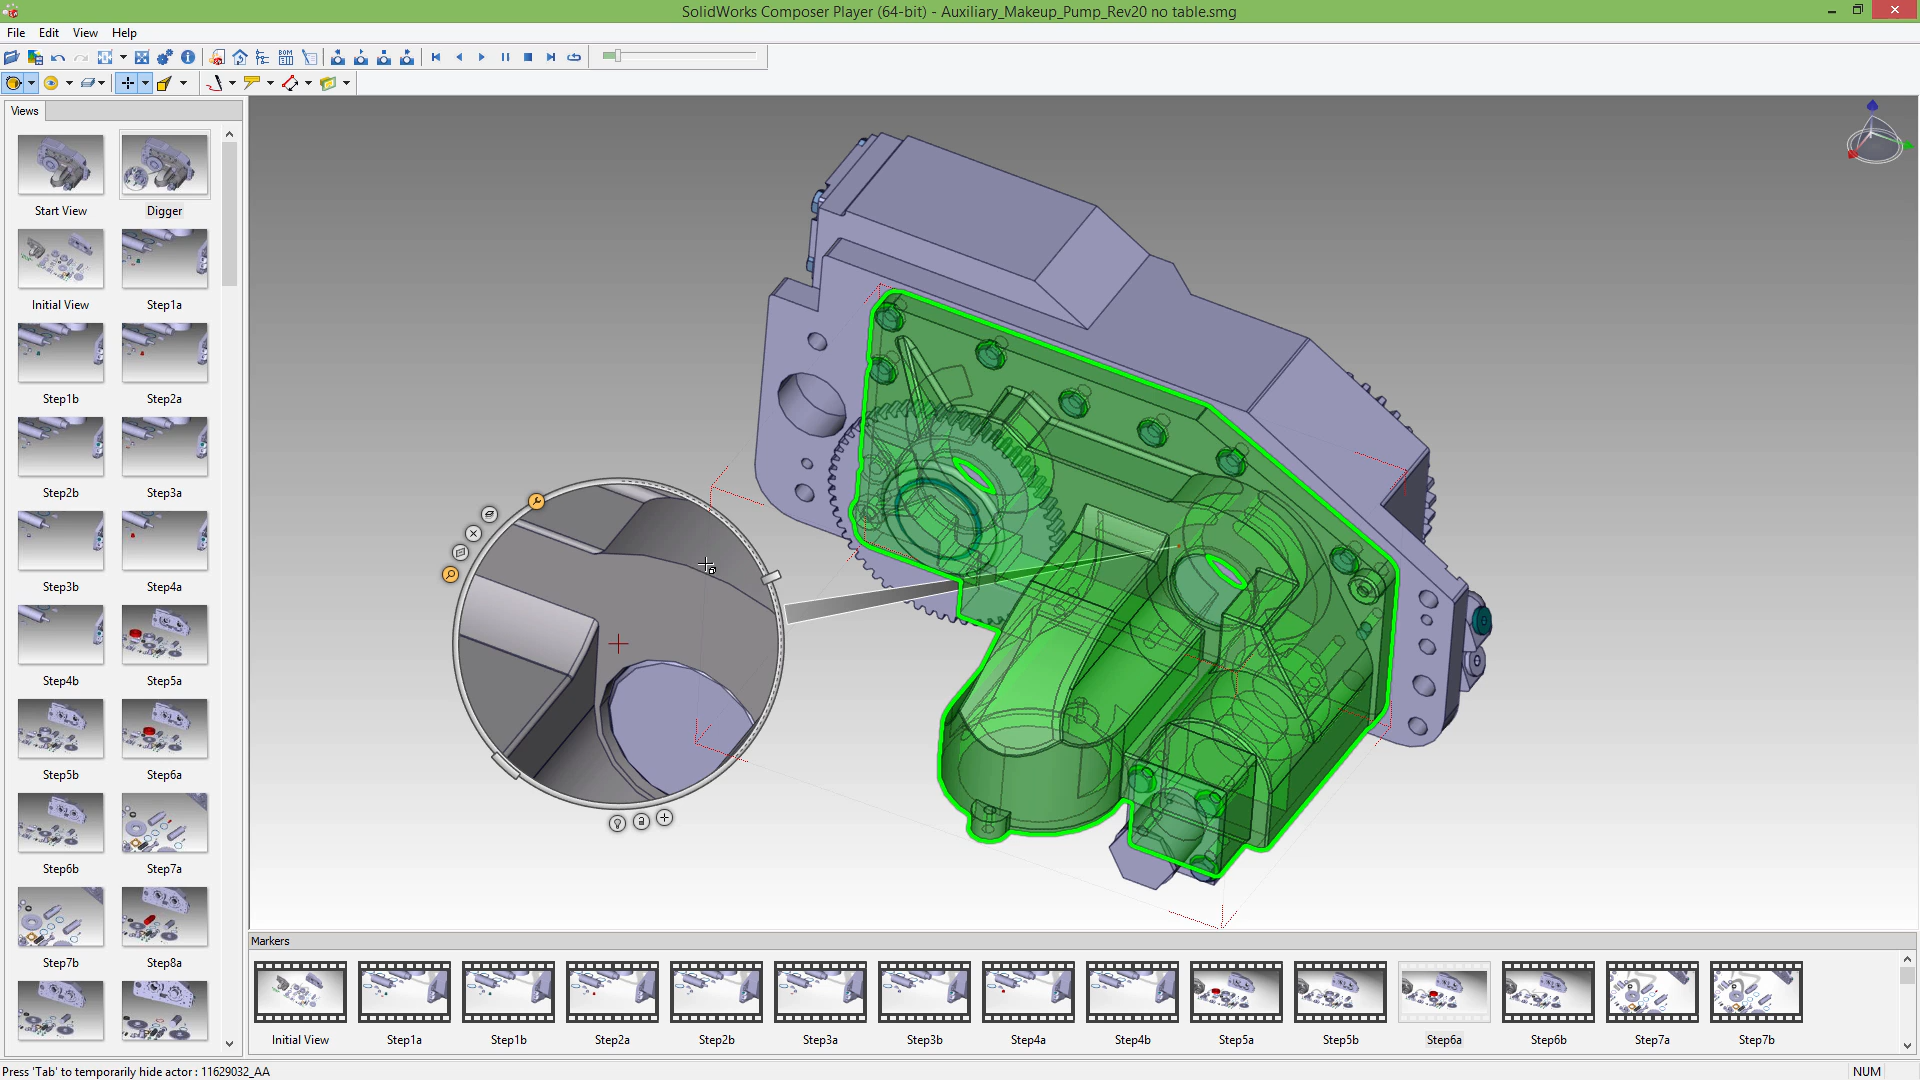 SolidWorks Composer Player (64-bit) - Auxiliary_Makeup_Pump_Rev20 no table.smg
File Edit View Help
BOM
Views
Start View Digger
Initial View Step1a
Step1b Step2a
Step2b Step3a
Step3b Step4a
Step4b Step5a
Step5b Step6a
Step6b Step7a
Step7b Step8a
Markers
Initial View Step1a Step1b Step2a Step2b Step3a Step3b Step4a Step4b Step5a Step5b Step6a Step6b Step7a Step7b
Press 'Tab' to temporarily hide actor : 11629032_AA
NUM